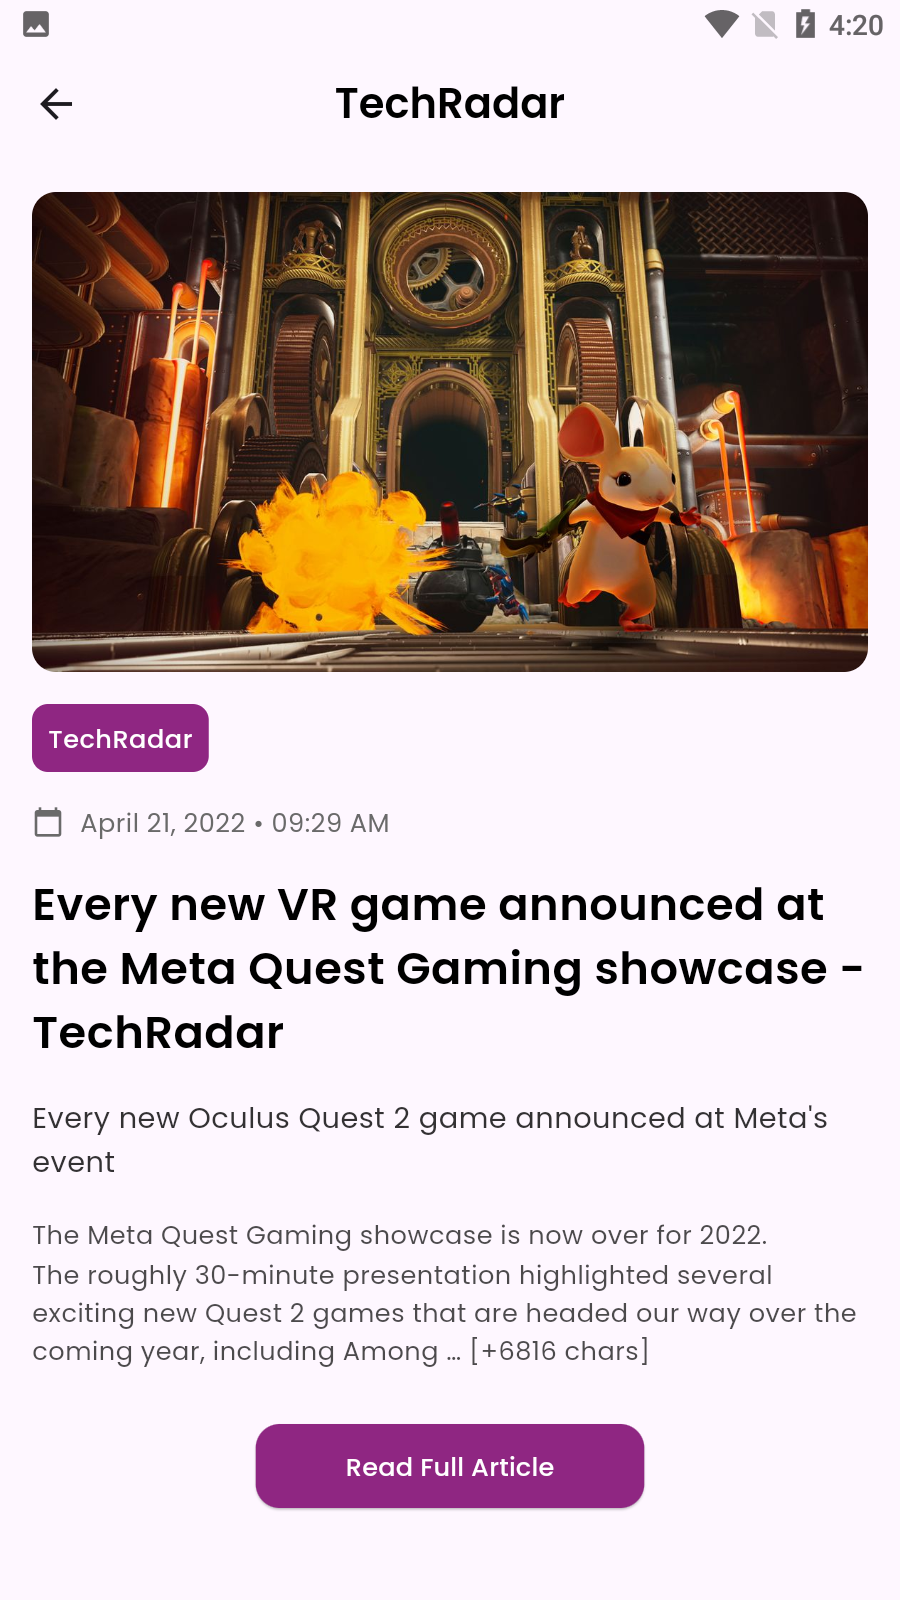 4:20
TechRadar
TechRadar
April 21, 2022 • 09:29 AM
Every new VR game announced at
the Meta Quest Gaming showcase -
TechRadar
Every new Oculus Quest 2 game announced at Meta's
event
The Meta Quest Gaming showcase is now over for 2022.
The roughly 30-minute presentation highlighted several
exciting new Quest 2 games that are headed our way over the
coming year, including Among … [+6816 chars]
Read Full Article